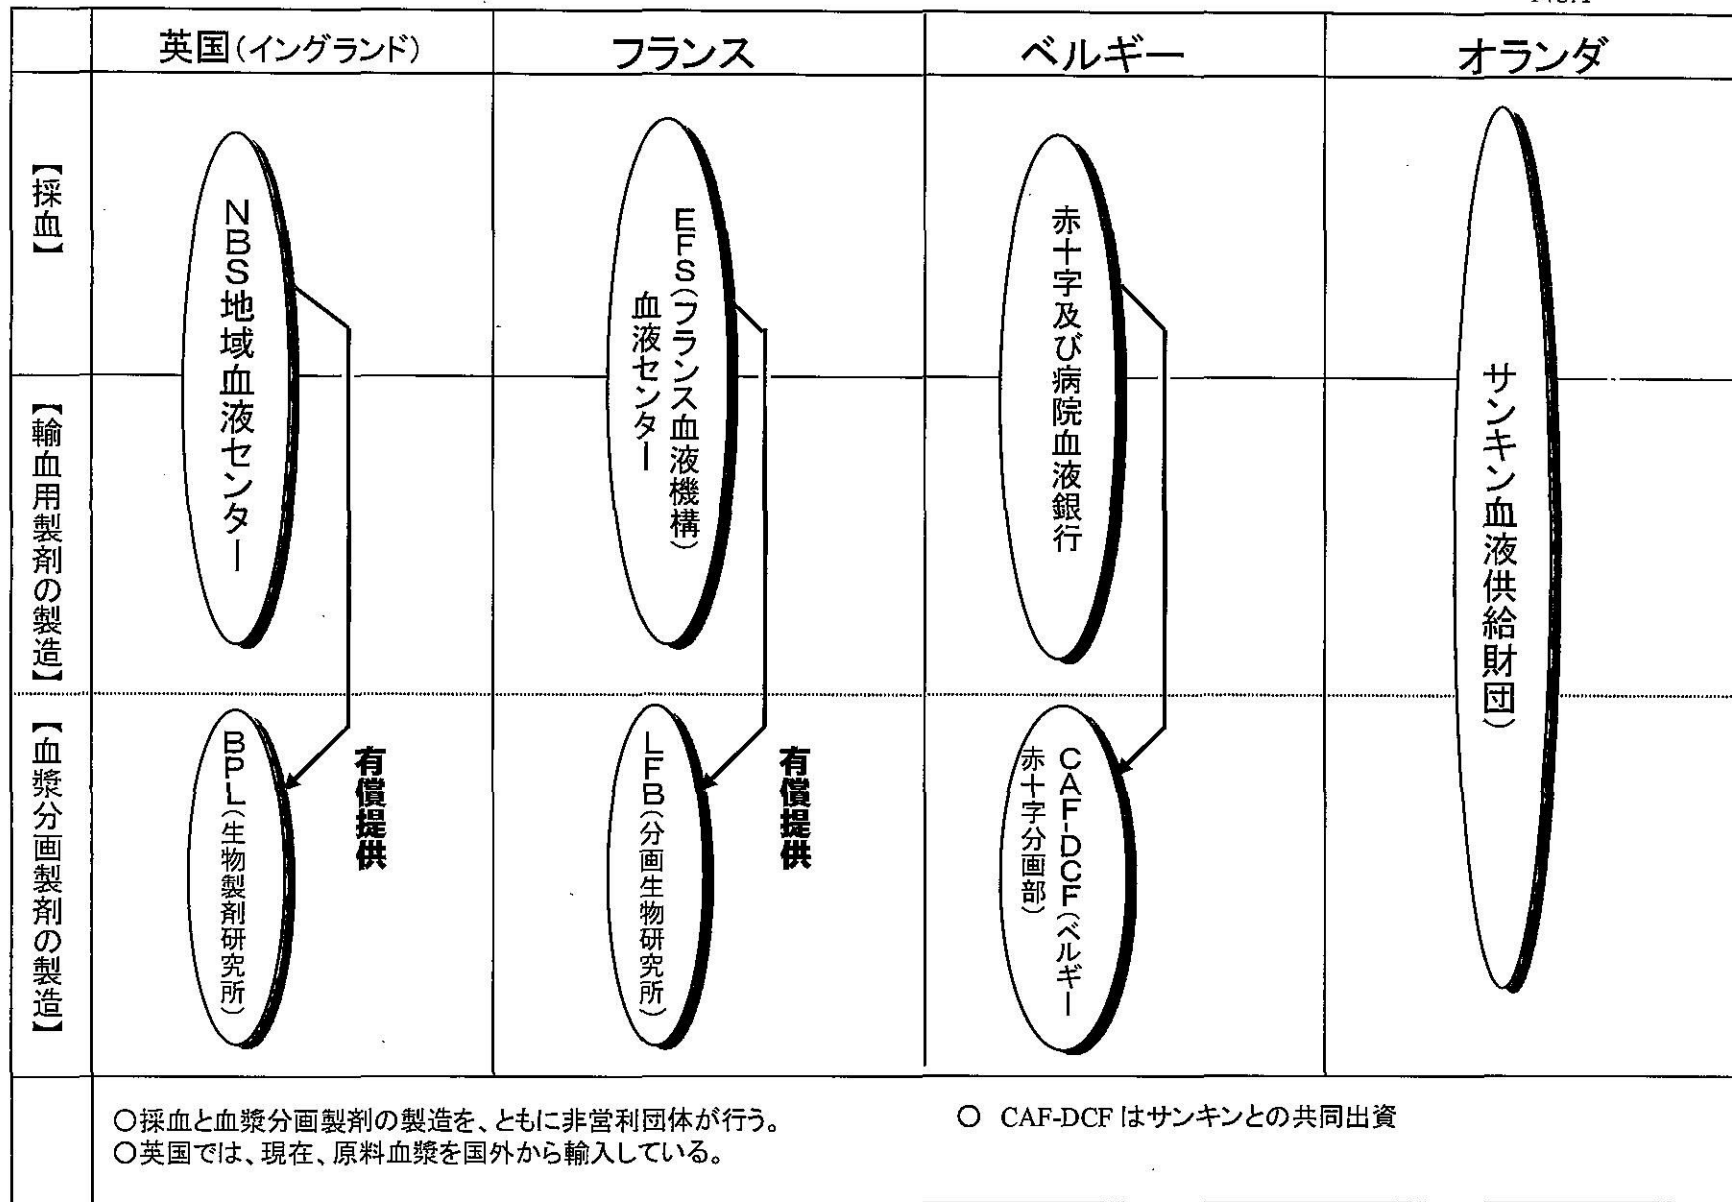 英国(イングランド)
フランス
ベルギー
オランダ
【採血】
【輸血用製剤の製造】
【血漿分画製剤の製造】
NBS地域血液センター
BPL(生物製剤研究所)
有償提供
EFS(フランス血液機構)
血液センター
LFB(分画生物研究所)
有償提供
赤十字及び病院血液銀行
CAF-DCF(ベルギー
赤十字分画部)
サンキン血液供給財団)
○採血と血漿分画製剤の製造を、ともに非営利団体が行う。
○英国では、現在、原料血漿を国外から輸入している。
○ CAF-DCFはサンキンとの共同出資